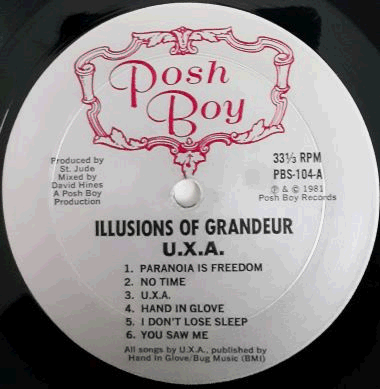 Posh
Boy
Produced by
St. Jude
Mixed by
David Hines
A Posh Boy
Production
33⅓ RPM
PBS-104-A
℗ & © 1981
Posh Boy Records
ILLUSIONS OF GRANDEUR
U.X.A.
1. PARANOIA IS FREEDOM
2. NO TIME
3. U.X.A.
4. HAND IN GLOVE
5. I DON'T LOSE SLEEP
6. YOU SAW ME
All songs by U.X.A., published by
Hand In Glove/Bug Music (BMI)